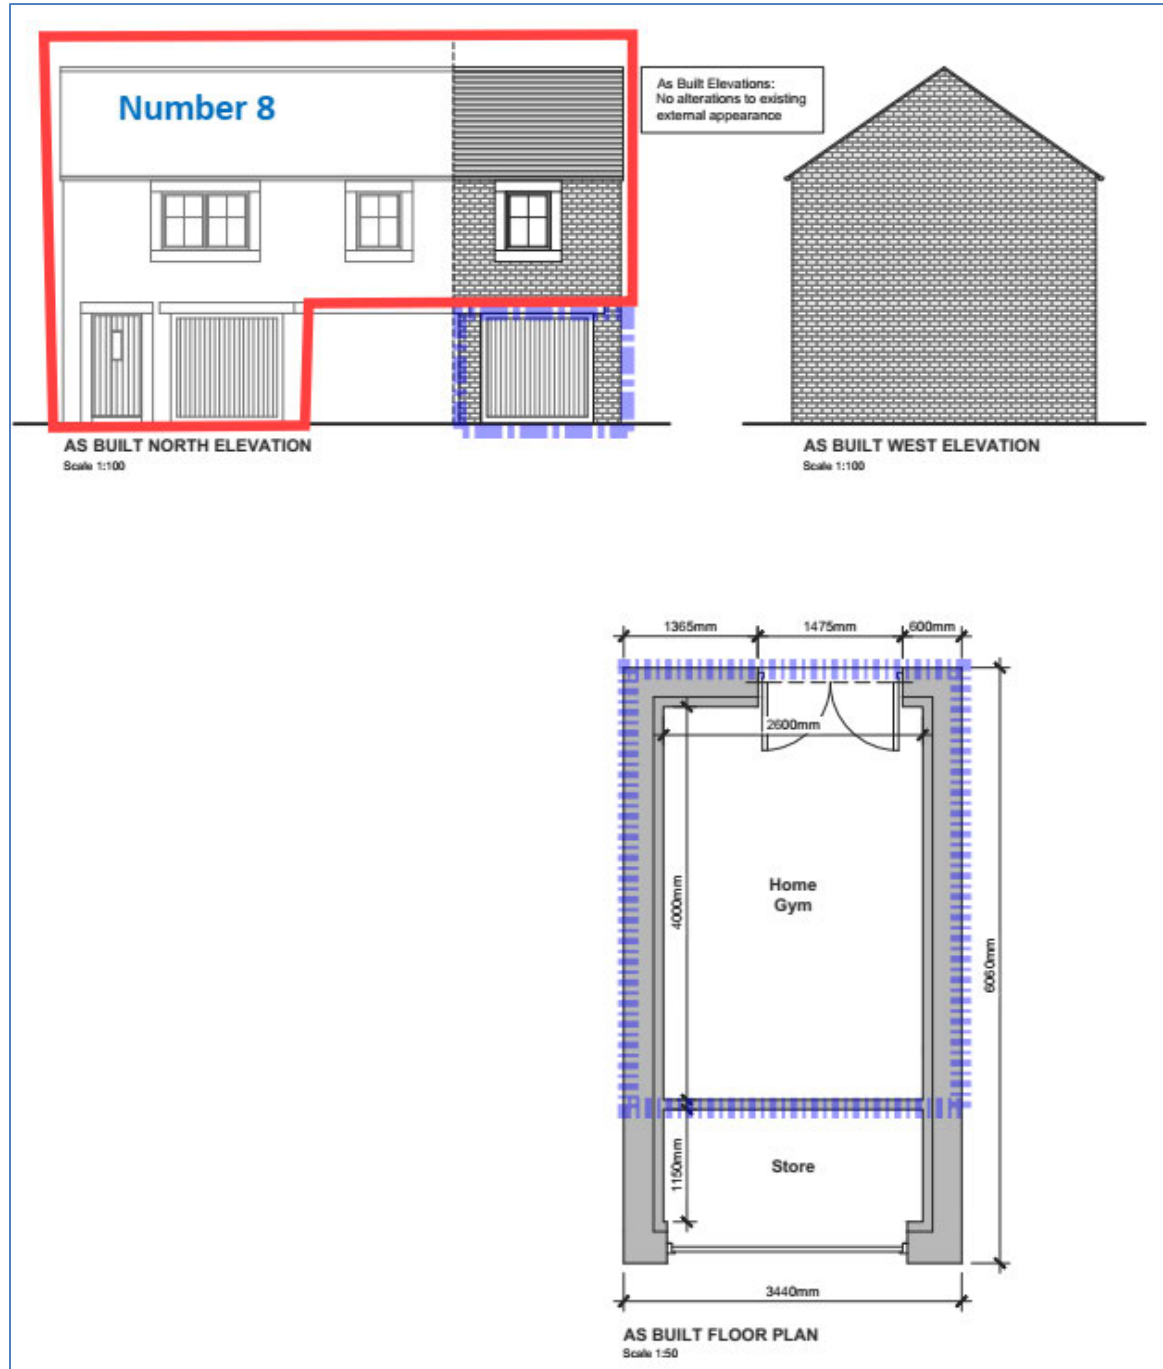 Number 8
As Built Elevations:
No alterations to existing
external appearance
AS BUILT NORTH ELEVATION
Scale 1:100
AS BUILT WEST ELEVATION
Scale 1:100
1365mm
1475mm
600mm
2600mm
4000mm
Home
Gym
6060mm
1150mm
Store
3440mm
AS BUILT FLOOR PLAN
Scale 1:50